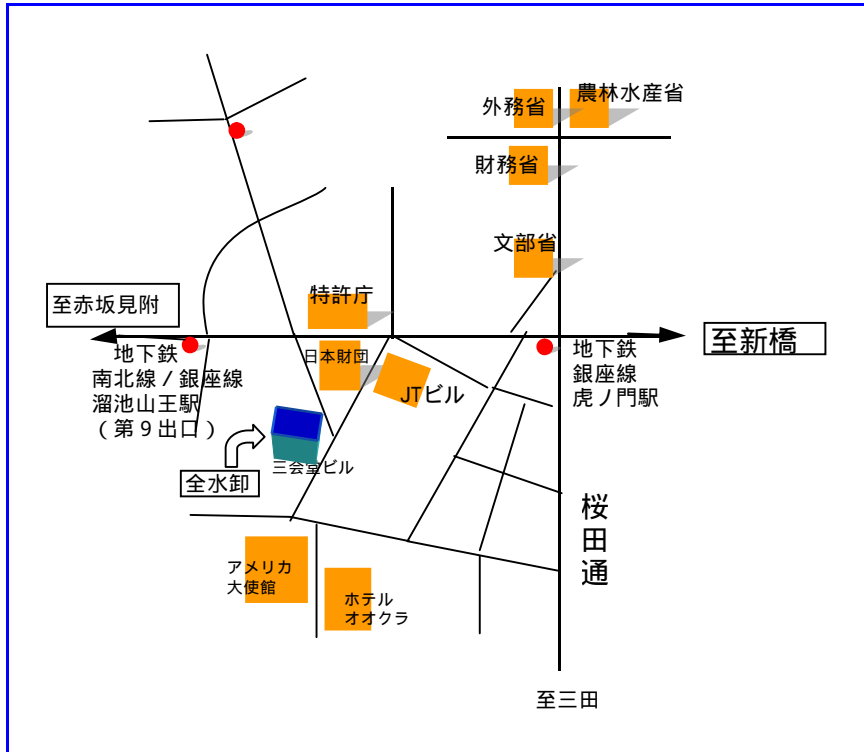 外務省
農林水産省
財務省
文部省
特許庁
至赤坂見附
至新橋
地下鉄
南北線/銀座線
溜池山王駅
(第9出口)
日本財団
JTビル
地下鉄
銀座線
虎ノ門駅
三会堂ビル
全水卸
桜田通
アメリカ
大使館
ホテル
オオクラ
至三田